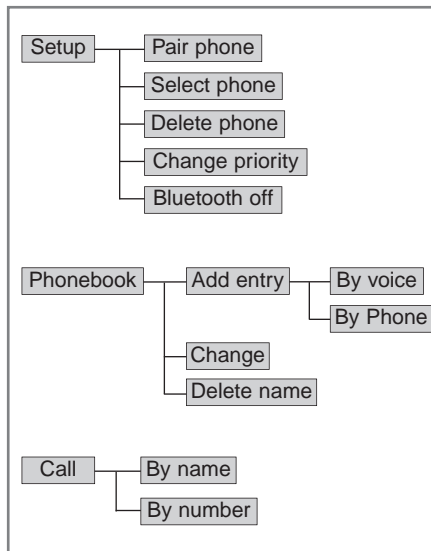 Setup
Pair phone
Select phone
Delete phone
Change priority
Bluetooth off
Phonebook
Add entry
By voice
By Phone
Change
Delete name
Call
By name
By number